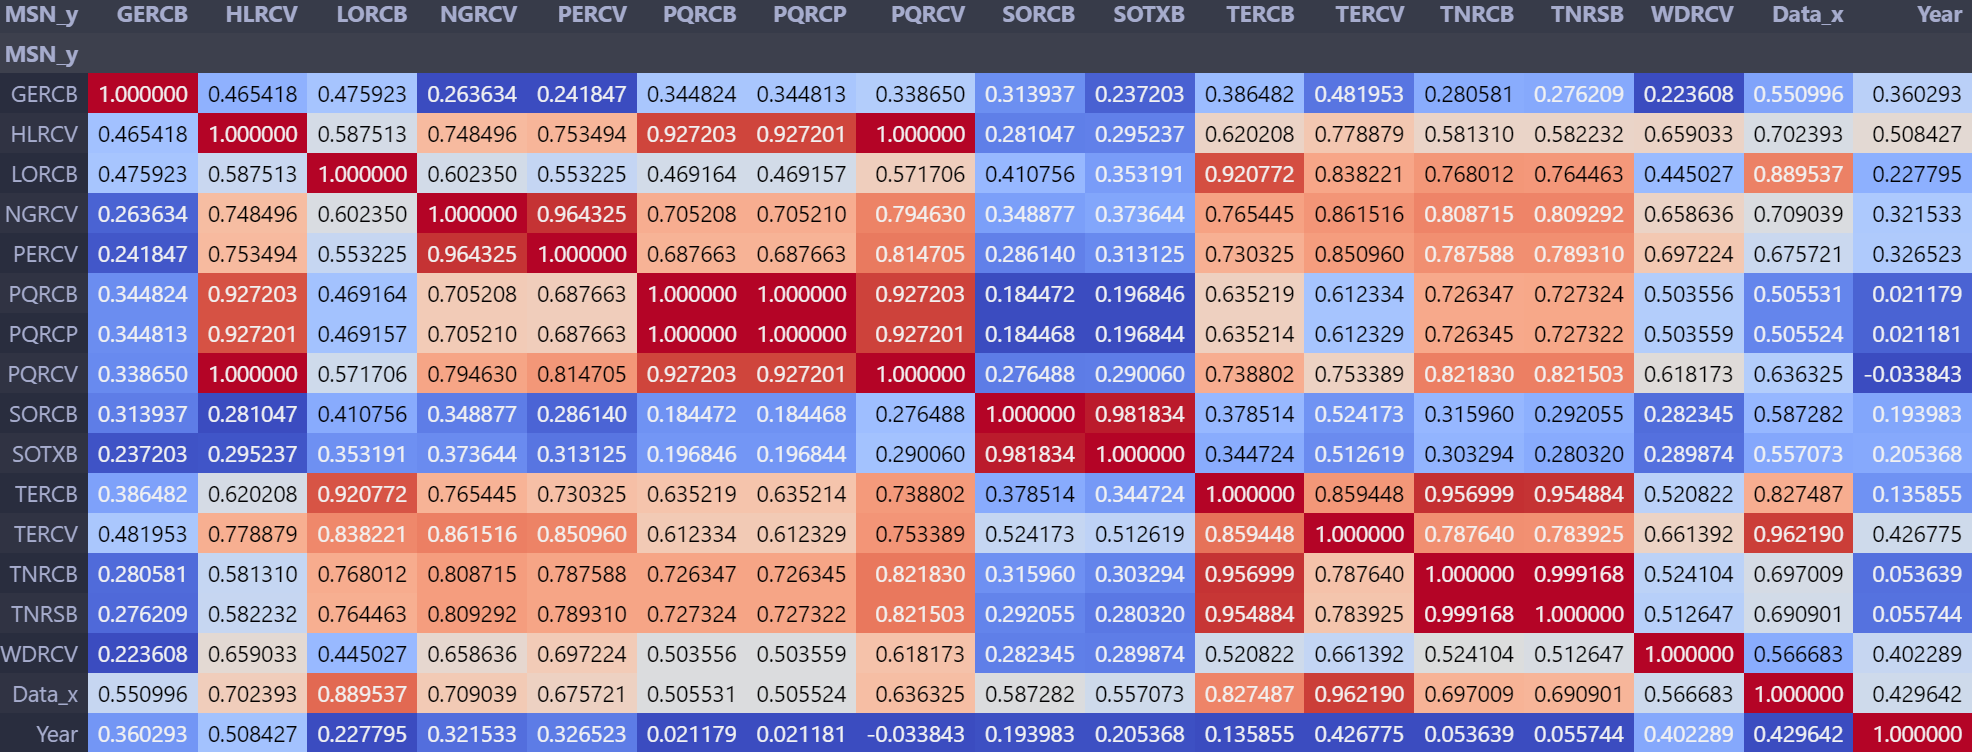 MSN_y GERCB HLRCV LORCB NGRCV PERCV PQRCB PQRCP PQRCV SORCB SOTXB TERCB TERCV TNRCB TNRSB WDRCV Data_x Year
MSN_y
GERCB 1.000000 0.465418 0.475923 0.263634 0.241847 0.344824 0.344813 0.338650 0.313937 0.237203 0.386482 0.481953 0.280581 0.276209 0.223608 0.550996 0.360293
HLRCV 0.465418 1.000000 0.587513 0.748496 0.753494 0.927203 0.927201 1.000000 0.281047 0.295237 0.620208 0.778879 0.581310 0.582232 0.659033 0.702393 0.508427
LORCB 0.475923 0.587513 1.000000 0.602350 0.553225 0.469164 0.469157 0.571706 0.410756 0.353191 0.920772 0.838221 0.768012 0.764463 0.445027 0.889537 0.227795
NGRCV 0.263634 0.748496 0.602350 1.000000 0.964325 0.705208 0.705210 0.794630 0.348877 0.373644 0.765445 0.861516 0.808715 0.809292 0.658636 0.709039 0.321533
PERCV 0.241847 0.753494 0.553225 0.964325 1.000000 0.687663 0.687663 0.814705 0.286140 0.313125 0.730325 0.850960 0.787588 0.789310 0.697224 0.675721 0.326523
PQRCB 0.344824 0.927203 0.469164 0.705208 0.687663 1.000000 1.000000 0.927203 0.184472 0.196846 0.635219 0.612334 0.726347 0.727324 0.503556 0.505531 0.021179
PQRCP 0.344813 0.927201 0.469157 0.705210 0.687663 1.000000 1.000000 0.927201 0.184468 0.196844 0.635214 0.612329 0.726345 0.727322 0.503559 0.505524 0.021181
PQRCV 0.338650 1.000000 0.571706 0.794630 0.814705 0.927203 0.927201 1.000000 0.276488 0.290060 0.738802 0.753389 0.821830 0.821503 0.618173 0.636325 -0.033843
SORCB 0.313937 0.281047 0.410756 0.348877 0.286140 0.184472 0.184468 0.276488 1.000000 0.981834 0.378514 0.524173 0.315960 0.292055 0.282345 0.587282 0.193983
SOTXB 0.237203 0.295237 0.353191 0.373644 0.313125 0.196846 0.196844 0.290060 0.981834 1.000000 0.344724 0.512619 0.303294 0.280320 0.289874 0.557073 0.205368
TERCB 0.386482 0.620208 0.920772 0.765445 0.730325 0.635219 0.635214 0.738802 0.378514 0.344724 1.000000 0.859448 0.956999 0.954884 0.520822 0.827487 0.135855
TERCV 0.481953 0.778879 0.838221 0.861516 0.850960 0.612334 0.612329 0.753389 0.524173 0.512619 0.859448 1.000000 0.787640 0.783925 0.661392 0.962190 0.426775
TNRCB 0.280581 0.581310 0.768012 0.808715 0.787588 0.726347 0.726345 0.821830 0.315960 0.303294 0.956999 0.787640 1.000000 0.999168 0.524104 0.697009 0.053639
TNRSB 0.276209 0.582232 0.764463 0.809292 0.789310 0.727324 0.727322 0.821503 0.292055 0.280320 0.954884 0.783925 0.999168 1.000000 0.512647 0.690901 0.055744
WDRCV 0.223608 0.659033 0.445027 0.658636 0.697224 0.503556 0.503559 0.618173 0.282345 0.289874 0.520822 0.661392 0.524104 0.512647 1.000000 0.566683 0.402289
Data_x 0.550996 0.702393 0.889537 0.709039 0.675721 0.505531 0.505524 0.636325 0.587282 0.557073 0.827487 0.962190 0.697009 0.690901 0.566683 1.000000 0.429642
Year 0.360293 0.508427 0.227795 0.321533 0.326523 0.021179 0.021181 -0.033843 0.193983 0.205368 0.135855 0.426775 0.053639 0.055744 0.402289 0.429642 1.000000